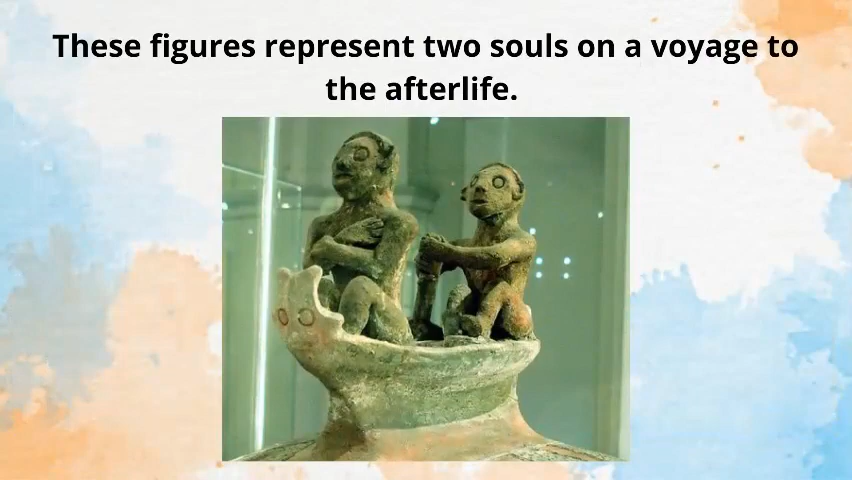 These figures represent two souls on a voyage to
the afterlife.